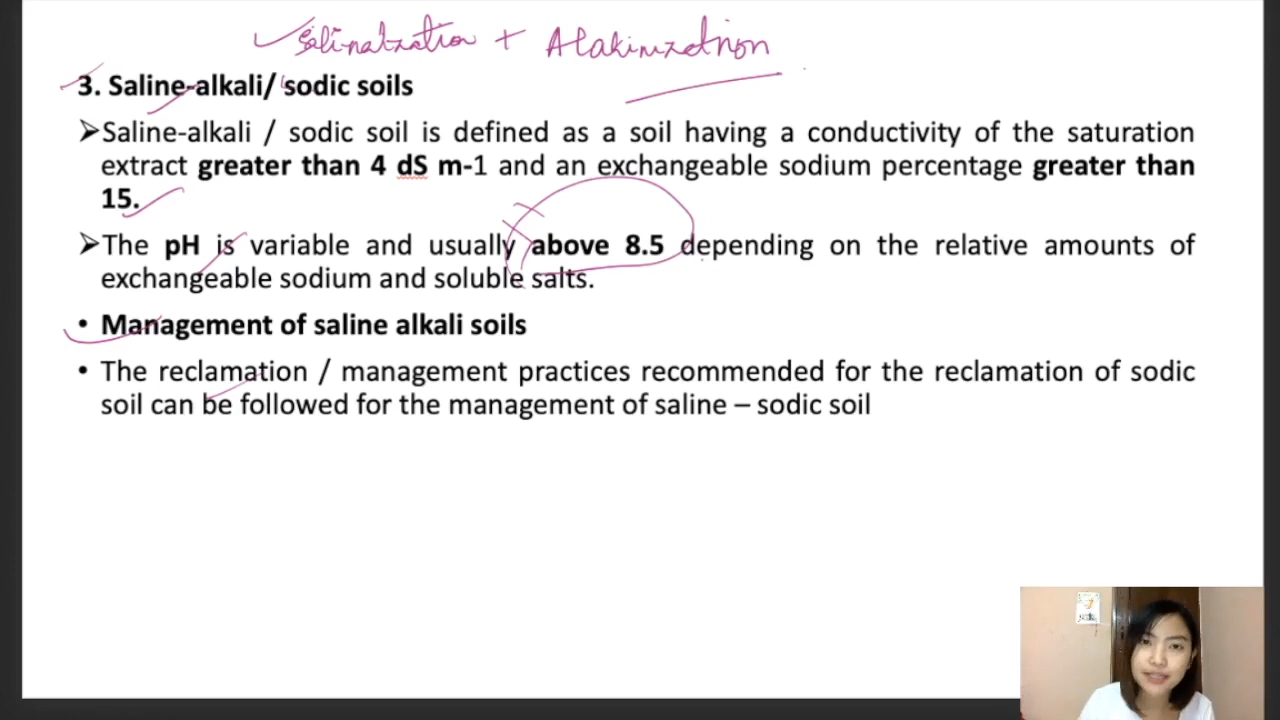 Salinatzation + Alakinization
3. Saline-alkali/ sodic soils
➤Saline-alkali / sodic soil is defined as a soil having a conductivity of the saturation
extract greater than 4 dS m-1 and an exchangeable sodium percentage greater than
15.
➤The pH is variable and usually above 8.5 depending on the relative amounts of
exchangeable sodium and soluble salts.
• Management of saline alkali soils
• The reclamation / management practices recommended for the reclamation of sodic
soil can be followed for the management of saline – sodic soil